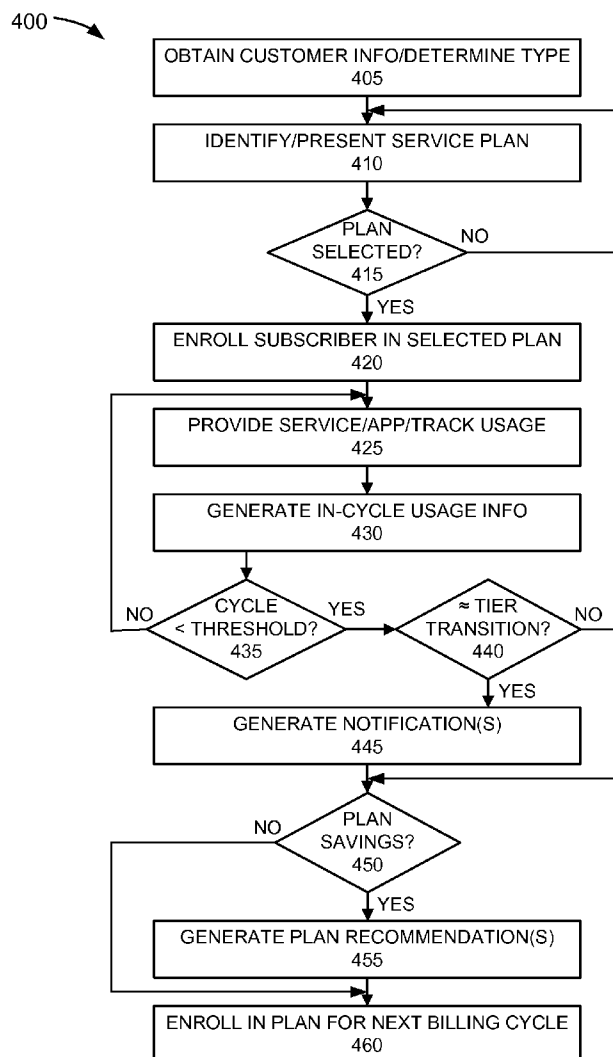 400
OBTAIN CUSTOMER INFO/DETERMINE TYPE
405
IDENTIFY/PRESENT SERVICE PLAN
410
PLAN
SELECTED?
415
NO
YES
ENROLL SUBSCRIBER IN SELECTED PLAN
420
PROVIDE SERVICE/APP/TRACK USAGE
425
GENERATE IN-CYCLE USAGE INFO
430
NO
CYCLE
< THRESHOLD?
435
YES
≈ TIER
TRANSITION?
440
NO
YES
GENERATE NOTIFICATION(S)
445
NO
PLAN
SAVINGS?
450
YES
GENERATE PLAN RECOMMENDATION(S)
455
ENROLL IN PLAN FOR NEXT BILLING CYCLE
460